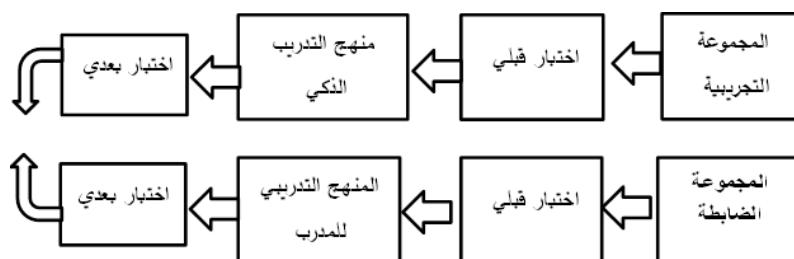 المجموعة
التجريبية
اختبار قبلي
منهج التدريب
الذكي
اختبار بعدي
المجموعة
الضابطة
اختبار قبلي
المنهج التدريبي
للمدرب
اختبار بعدي